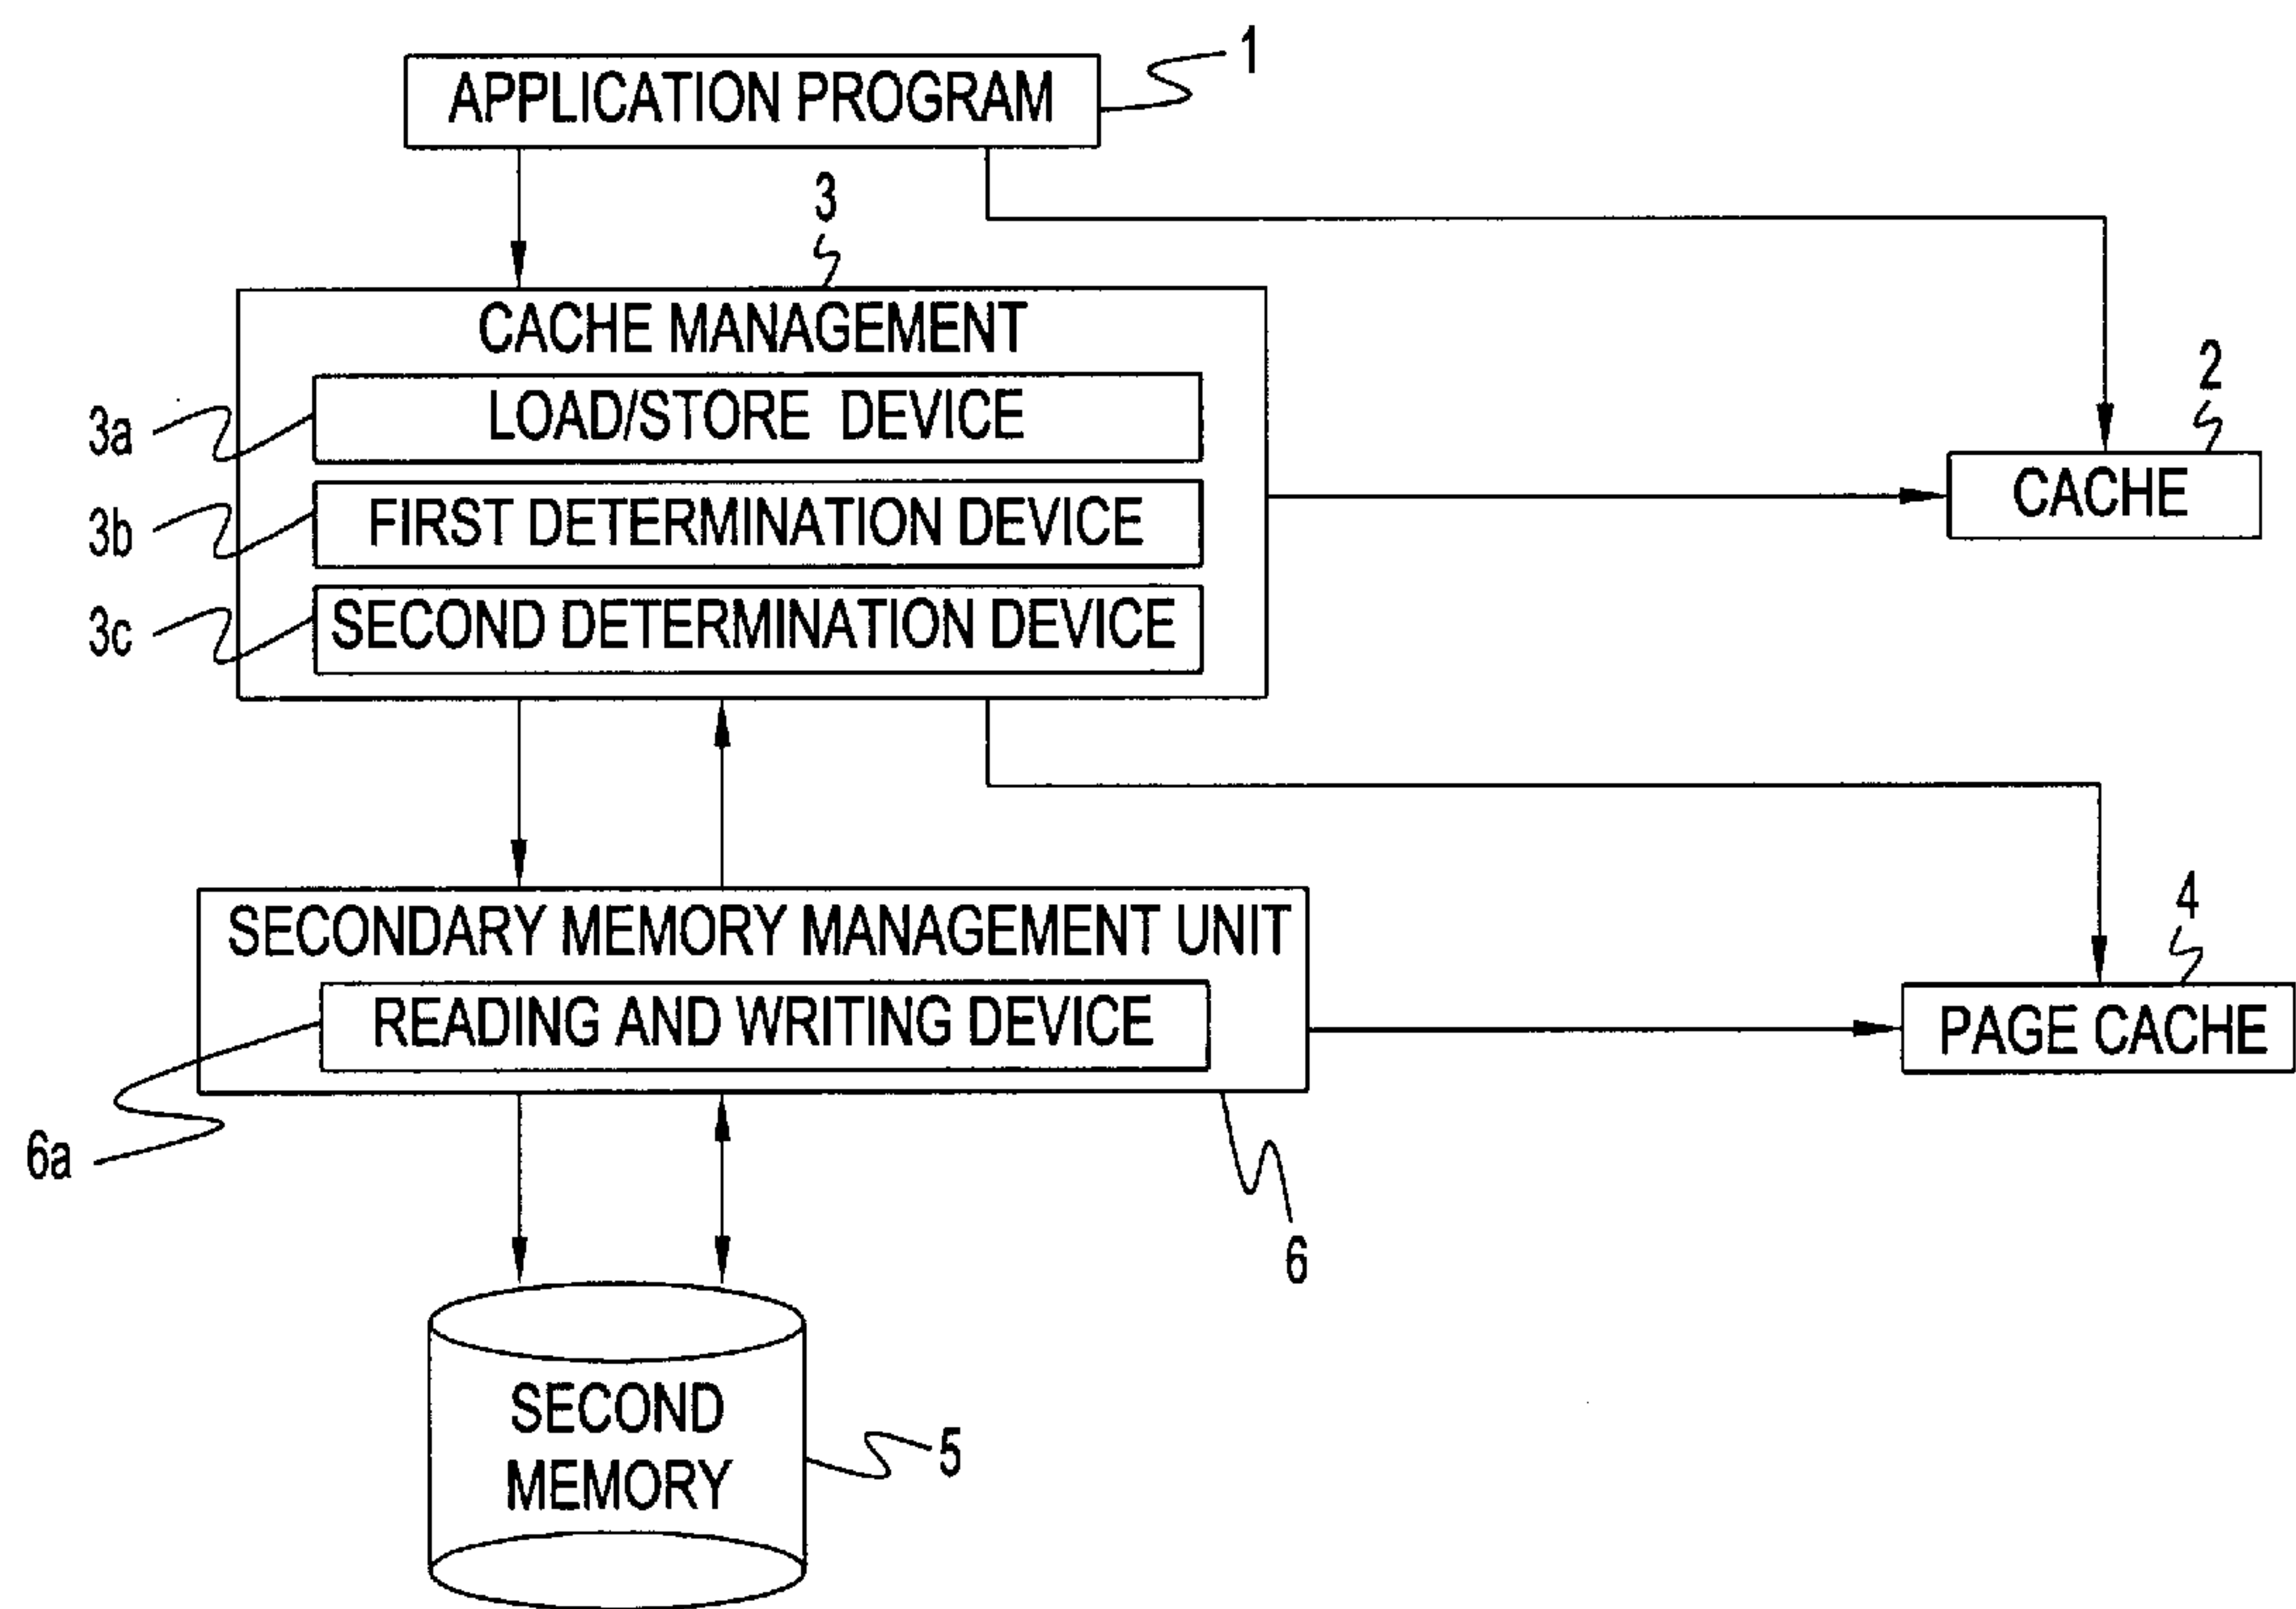 1
APPLICATION PROGRAM
3
CACHE MANAGEMENT
2
3a
LOAD/STORE DEVICE
CACHE
3b
FIRST DETERMINATION DEVICE
3c
SECOND DETERMINATION DEVICE
4
SECONDARY MEMORY MANAGEMENT UNIT
READING AND WRITING DEVICE
PAGE CACHE
6a
6
SECOND
MEMORY
5